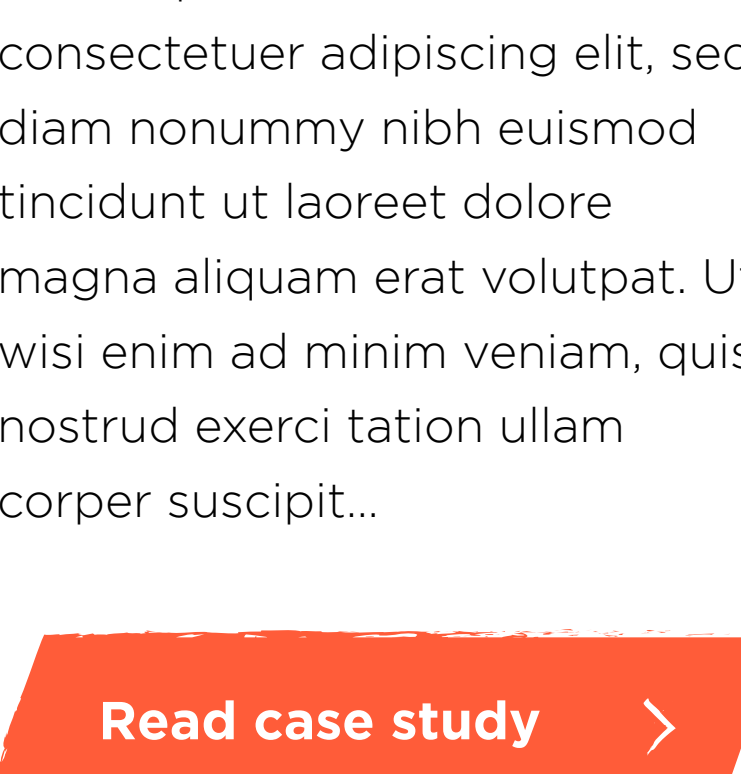 consectetuer adipiscing elit, sed
diam nonummy nibh euismod
tincidunt ut laoreet dolore
magna aliquam erat volutpat. Ut
wisi enim ad minim veniam, quis
nostrud exerci tation ullam
corper suscipit...
Read case study